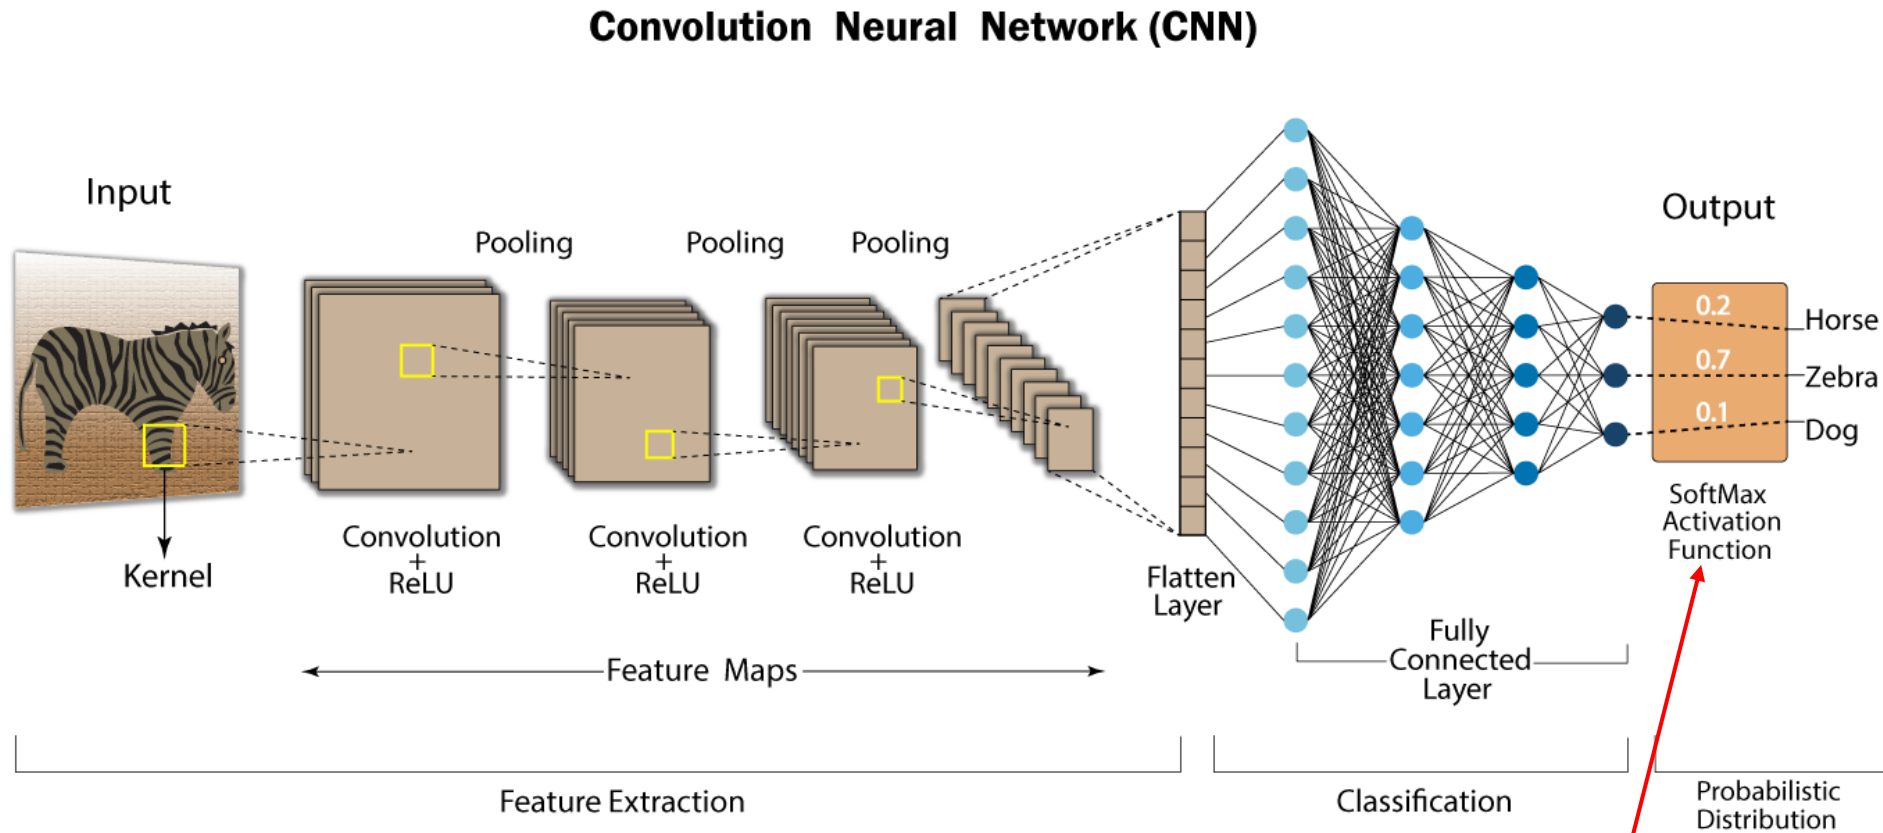 Convolution Neural Network (CNN)
Input
Kernel
Pooling
Pooling
Pooling
Convolution
+
ReLU
Convolution
+
ReLU
Convolution
+
ReLU
Feature Maps
Flatten
Layer
Fully
Connected
Layer
Output
0.2
Horse
0.7
Zebra
0.1
Dog
SoftMax
Activation
Function
Feature Extraction
Classification
Probabilistic
Distribution